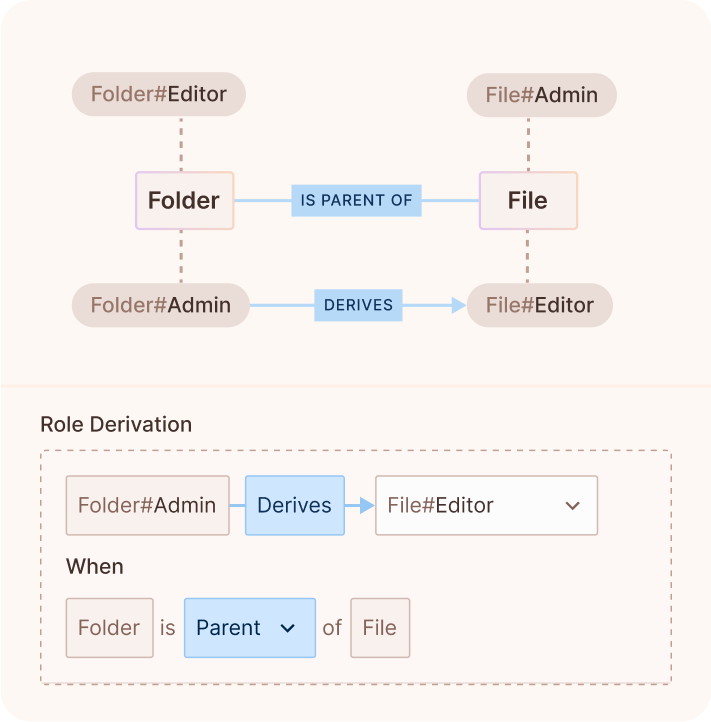 Folder#Editor File#Admin
Folder IS PARENT OF File
Folder#Admin DERIVES File#Editor
Role Derivation
Folder#Admin Derives File#Editor
When
Folder is Parent of File